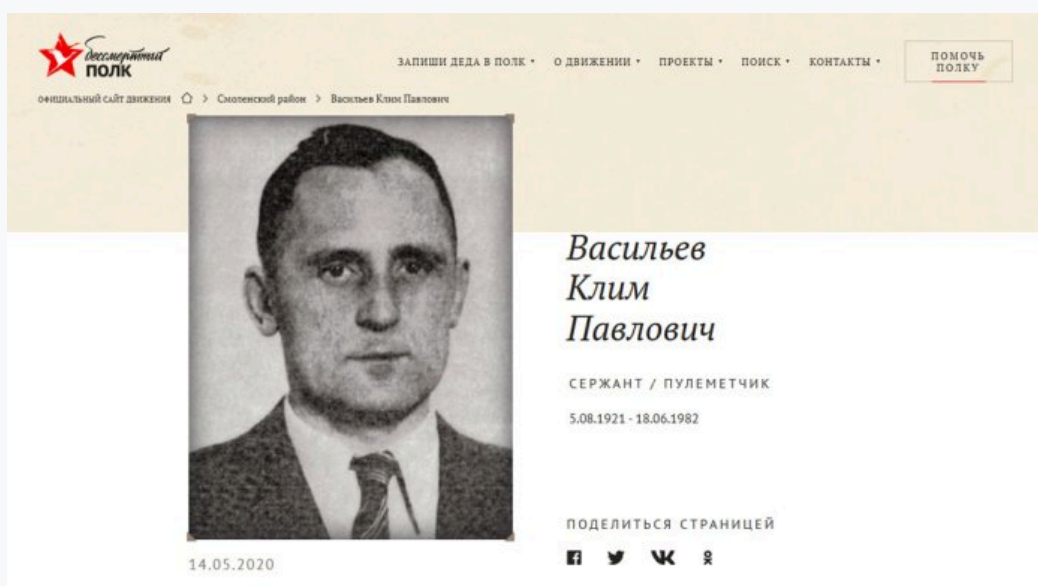 бессмертный
ПОЛК
ЗАПИШИ ДЕДА В ПОЛК
О ДВИЖЕНИИ
ПРОЕКТЫ
ПОИСК
КОНТАКТЫ
ПОМОЧЬ
ПОЛКУ
ОФИЦИАЛЬНЫЙ САЙТ ДВИЖЕНИЯ > Смоленский район > Васильев Клим Павлович
Васильев
Клим
Павлович
СЕРЖАНТ / ПУЛЕМЕТЧИК
5.08.1921 - 18.06.1982
ПОДЕЛИТЬСЯ СТРАНИЦЕЙ
14.05.2020